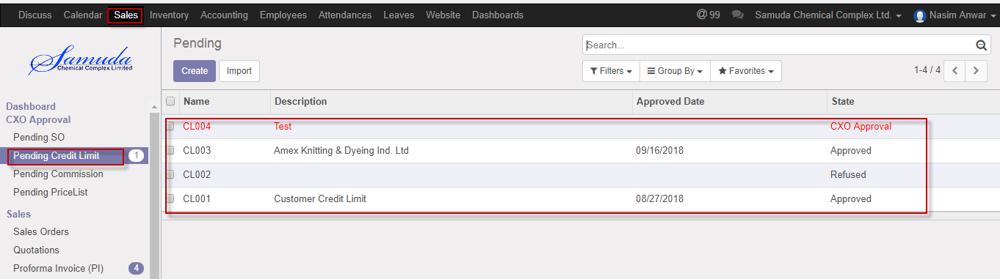 Discuss Calendar Sales Inventory Accounting Employees Attendances Leaves Website Dashboards @ 99 Samuda Chemical Complex Ltd. Nasim Anwar
Samuda
Chemical Complex Limited
Dashboard
CXO Approval
Pending SO
Pending Credit Limit 1
Pending Commission
Pending PriceList
Sales
Sales Orders
Quotations
Proforma Invoice (PI) 4
Pending
Search...
Create Import
Filters Group By Favorites 1-4 / 4
Name Description Approved Date State
CL004 Test CXO Approval
CL003 Amex Knitting & Dyeing Ind. Ltd 09/16/2018 Approved
CL002 Refused
CL001 Customer Credit Limit 08/27/2018 Approved